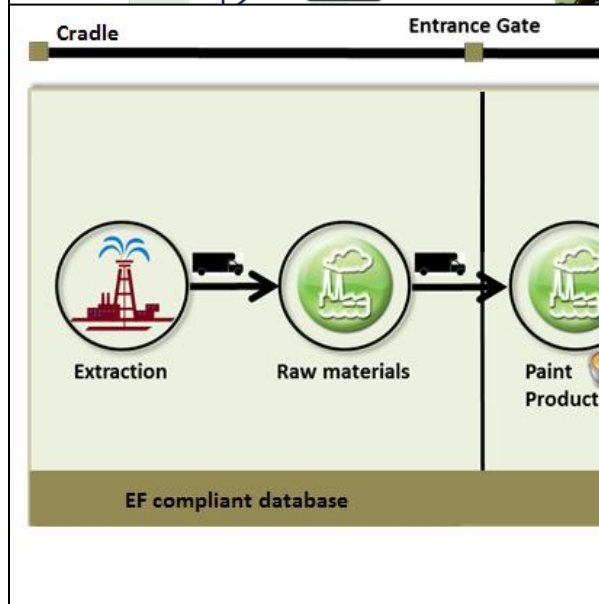 Cradle
Entrance Gate
Extraction
Raw materials
Paint
Product
EF compliant database